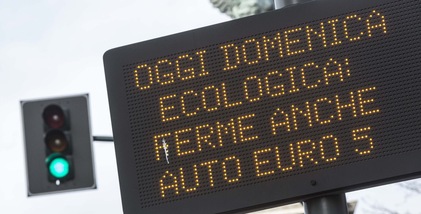 OGGI DOMENICA
ECOLOGICA:
FERME ANCHE
AUTO EURO 5